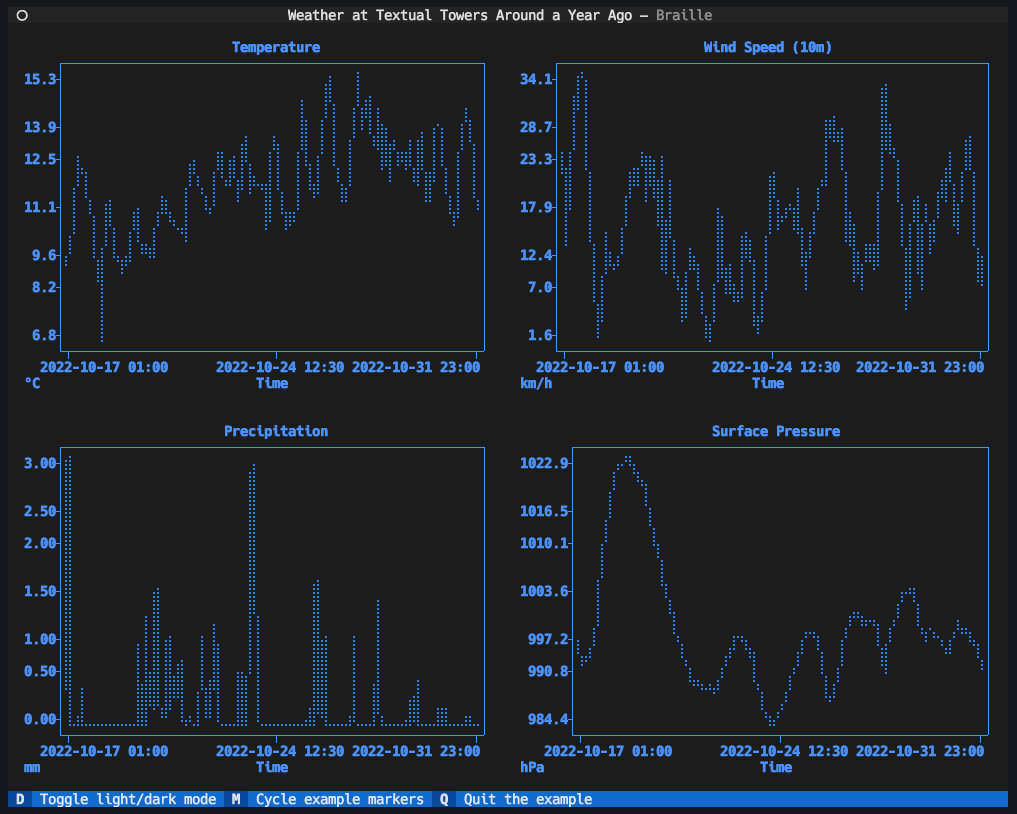 Weather at Textual Towers Around a Year Ago — Braille
Temperature
15.3
13.9
12.5
11.1
9.6
8.2
6.8
2022-10-17 01:00 2022-10-24 12:30 2022-10-31 23:00
°C Time
Wind Speed (10m)
34.1
28.7
23.3
17.9
12.4
7.0
1.6
2022-10-17 01:00 2022-10-24 12:30 2022-10-31 23:00
km/h Time
Precipitation
3.00
2.50
2.00
1.50
1.00
0.50
0.00
2022-10-17 01:00 2022-10-24 12:30 2022-10-31 23:00
mm Time
Surface Pressure
1022.9
1016.5
1010.1
1003.6
997.2
990.8
984.4
2022-10-17 01:00 2022-10-24 12:30 2022-10-31 23:00
hPa Time
D Toggle light/dark mode M Cycle example markers Q Quit the example